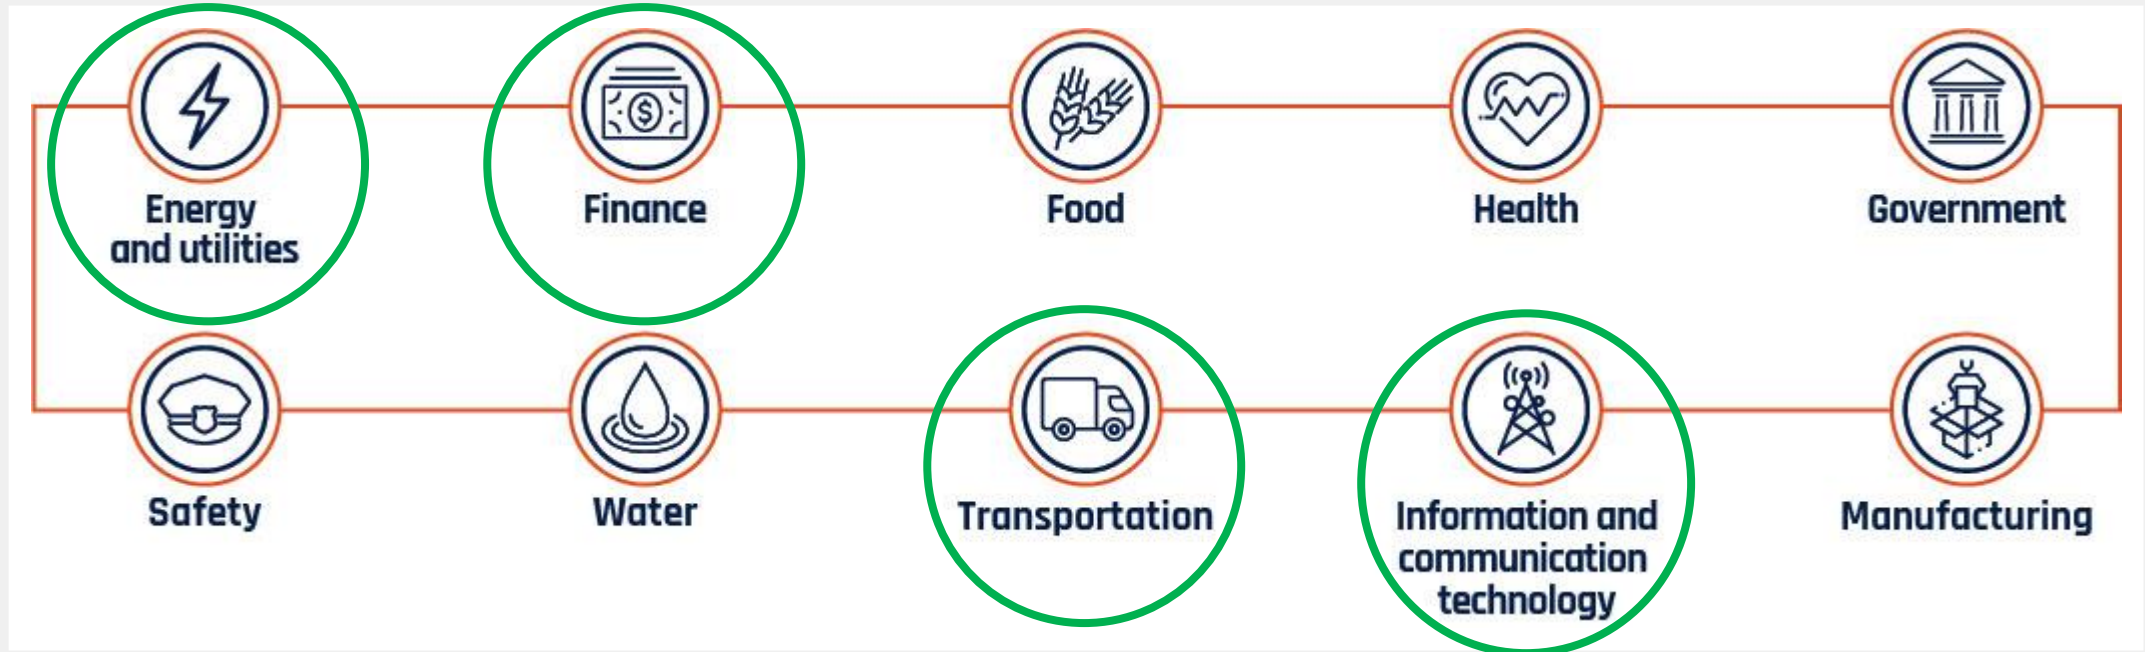 Energy
and utilities
Finance
Food
Health
Government
Safety
Water
Transportation
Information and
communication
technology
Manufacturing